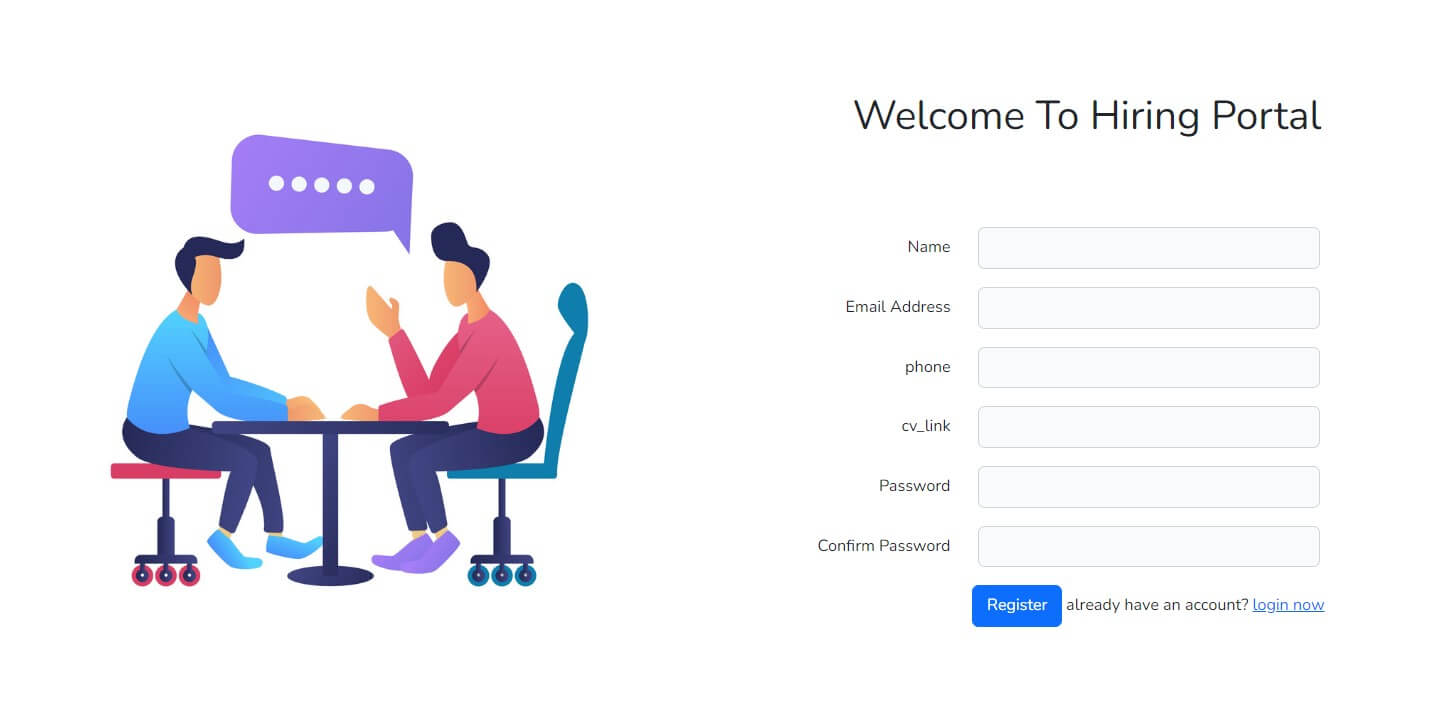 Welcome To Hiring Portal
Name
Email Address
phone
cv_link
Password
Confirm Password
Register already have an account? login now